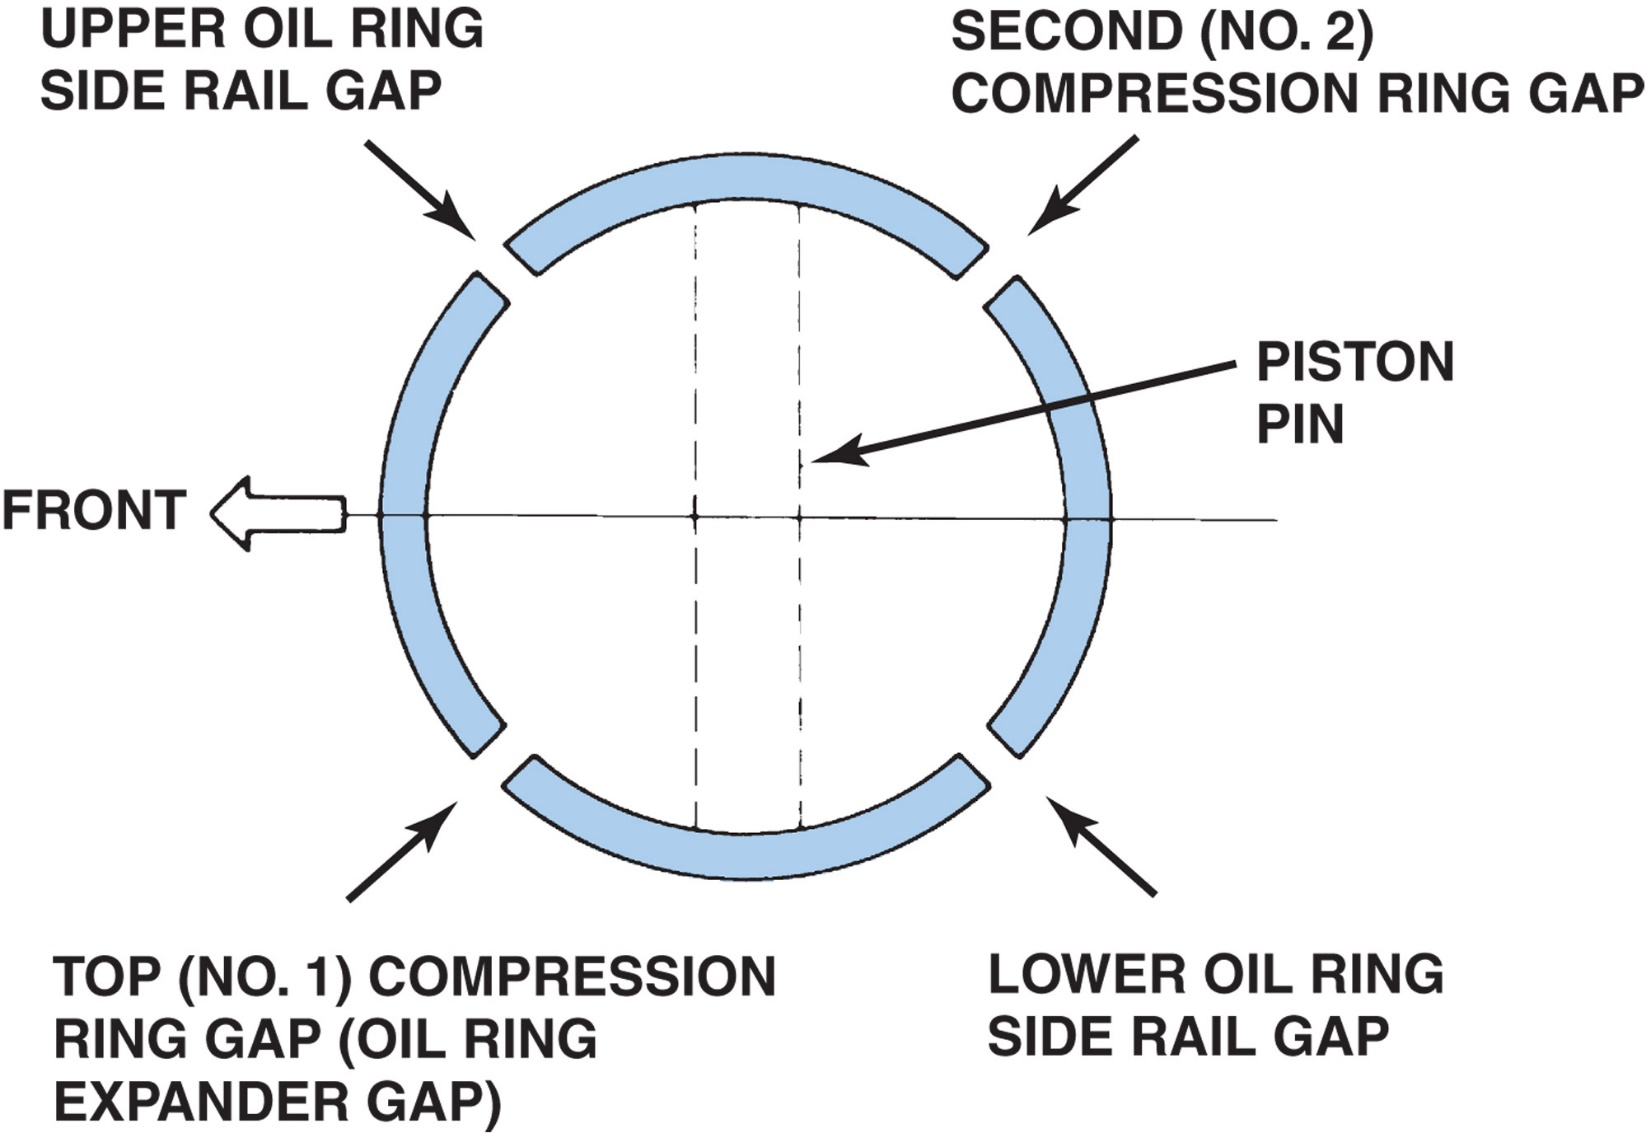 UPPER OIL RING
SIDE RAIL GAP
SECOND (NO. 2)
COMPRESSION RING GAP
PISTON
PIN
FRONT
TOP (NO. 1) COMPRESSION
RING GAP (OIL RING
EXPANDER GAP)
LOWER OIL RING
SIDE RAIL GAP